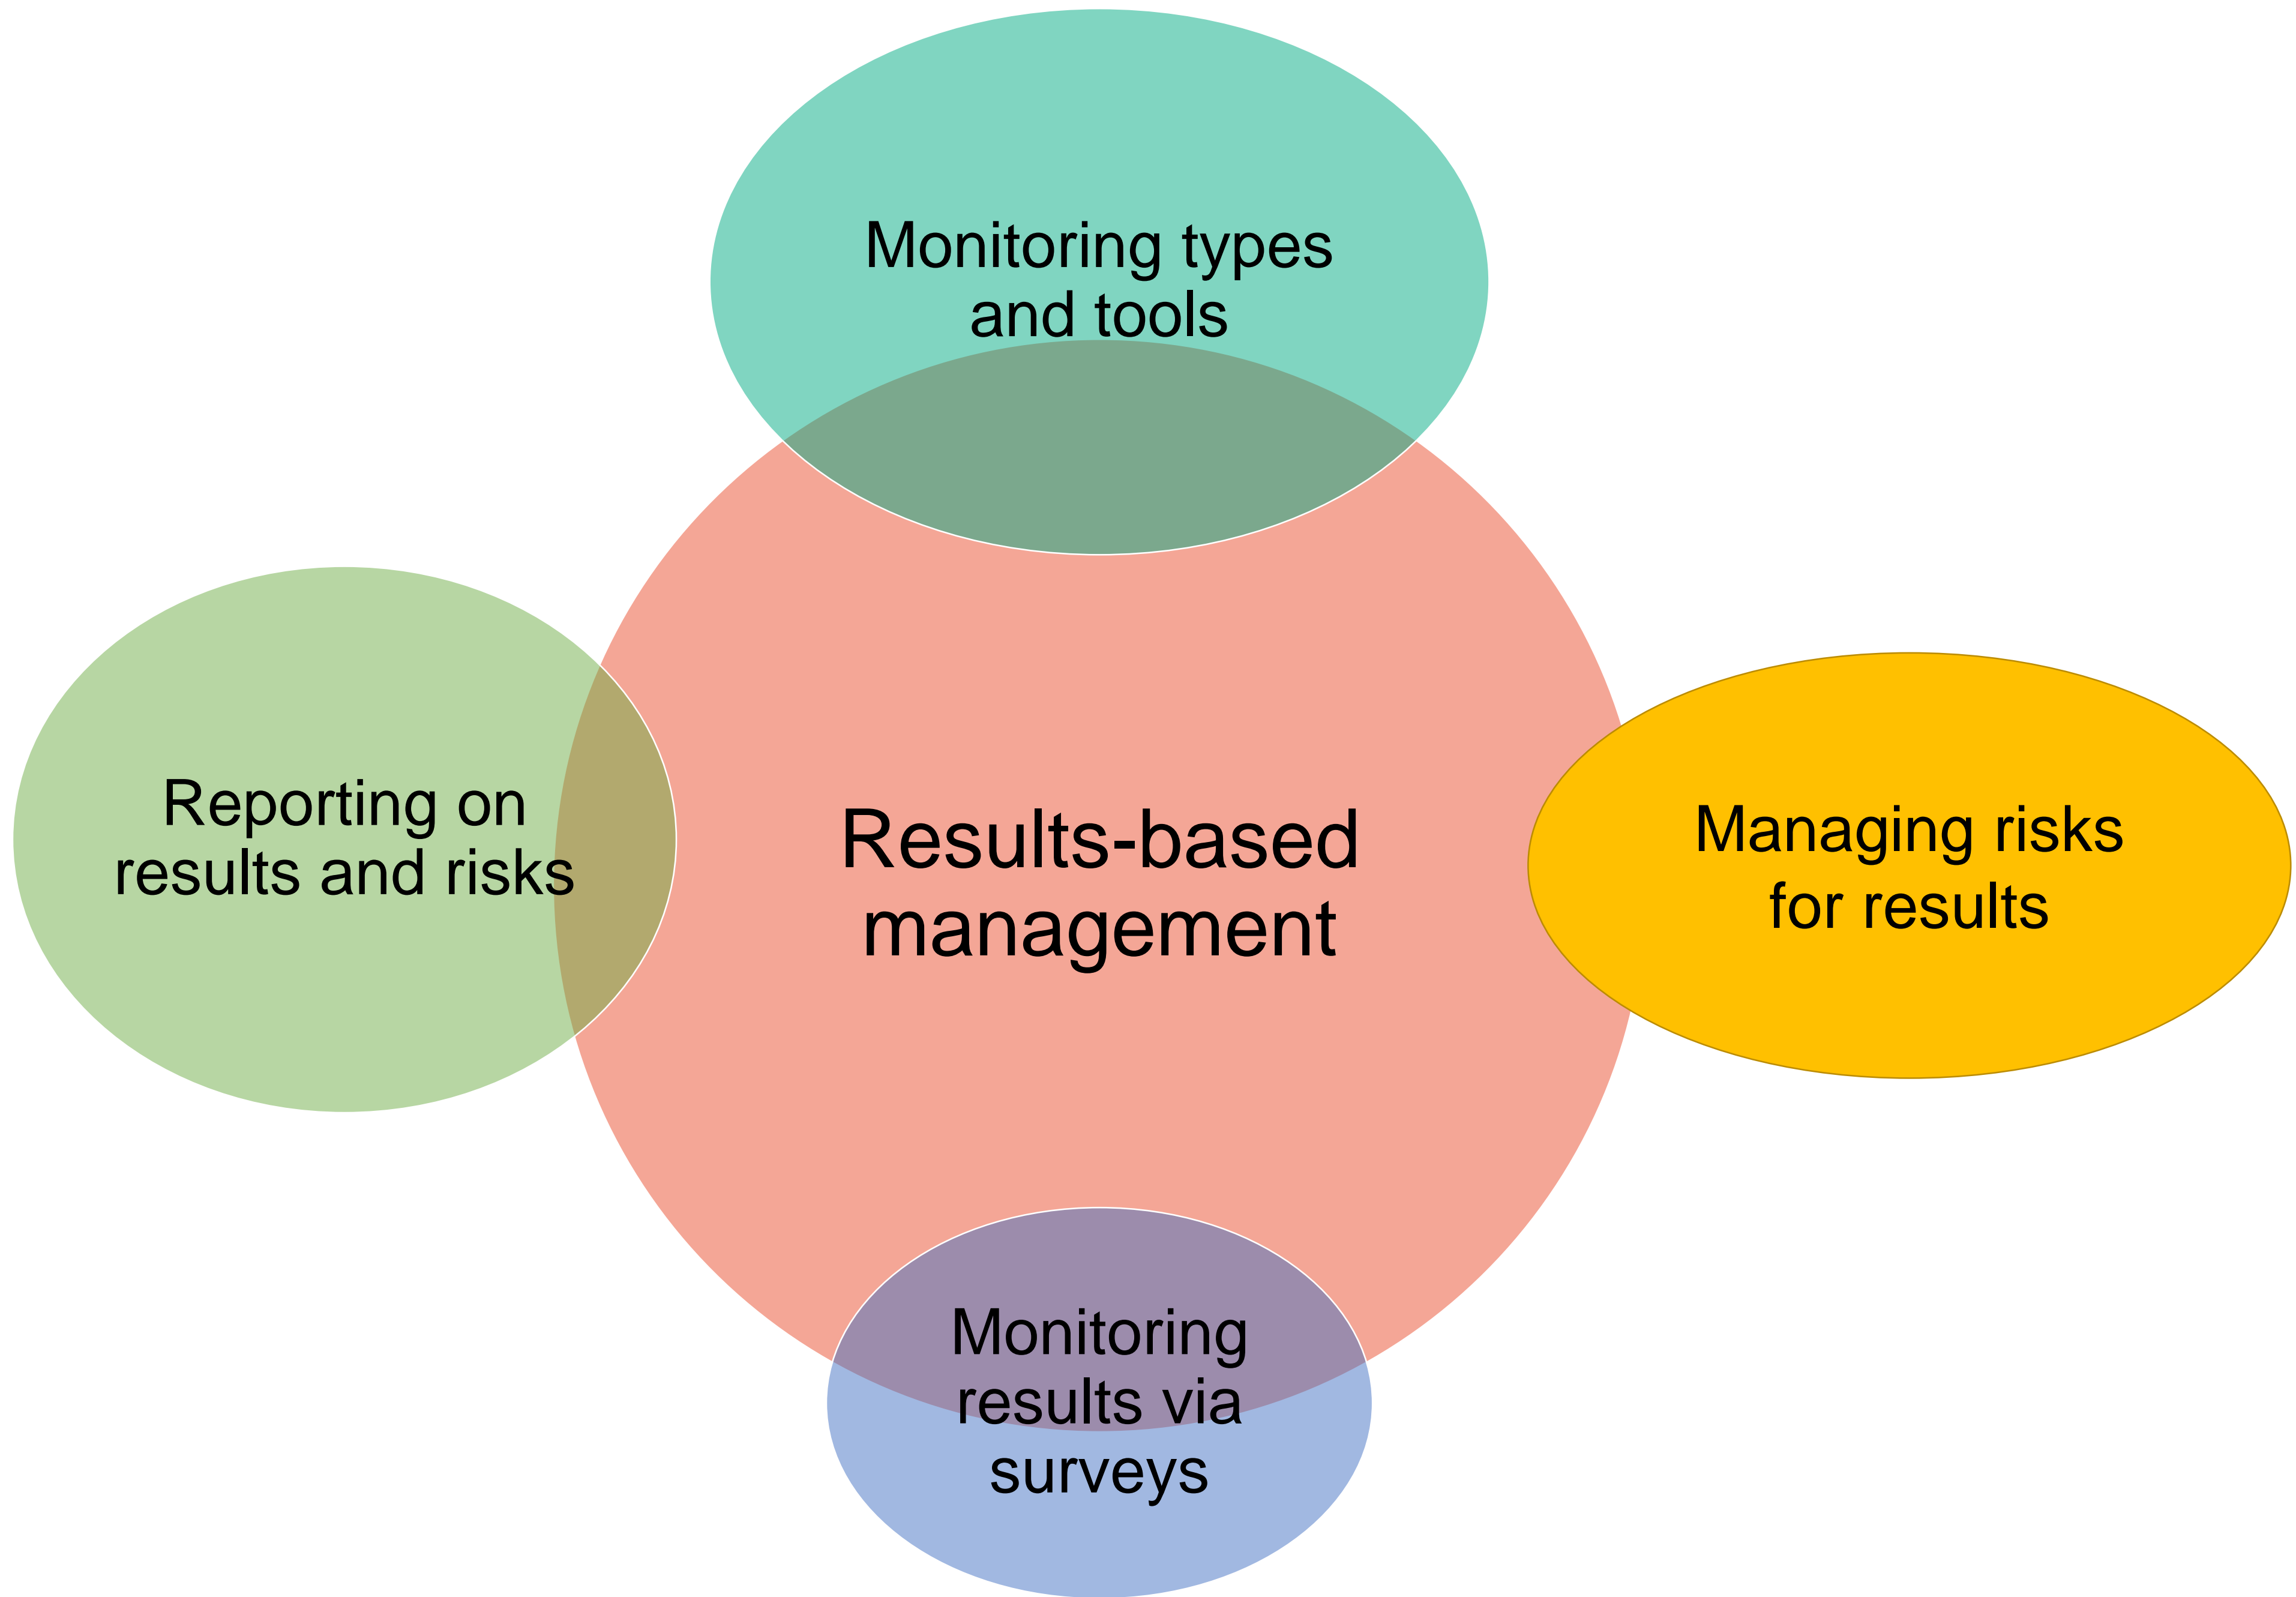 Monitoring types
and tools
Reporting on
results and risks
Results-based
management
Managing risks
for results
Monitoring
results via
surveys